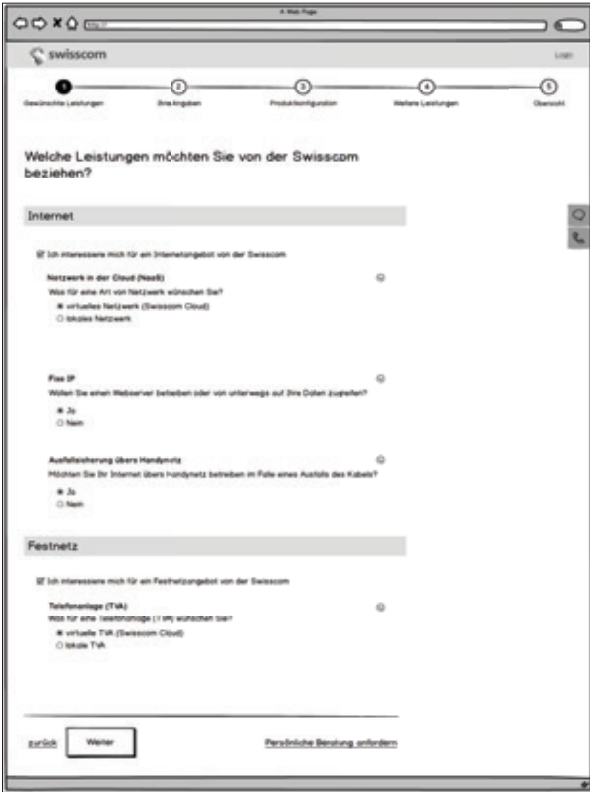 A Web Page
http://
swisscom
Login
1 2 3 4 5
Gewünschte Leistungen Ihre Angaben Produktkonfiguration Weitere Leistungen Übersicht
Welche Leistungen möchten Sie von der Swisscom
beziehen?
Internet
Ich interessiere mich für ein Internetangebot von der Swisscom
Netzwerk in der Cloud (NaaS)
Was für eine Art von Netzwerk wünschen Sie?
virtuelles Netzwerk (Swisscom Cloud)
lokales Netzwerk
Fixe IP
Wollen Sie einen Webserver betreiben oder von unterwegs auf Ihre Daten zugreifen?
Ja
Nein
Ausfallsicherung übers Handynetz
Möchten Sie Ihr Internet übers Handynetz betreiben im Falle eines Ausfalls des Kabels?
Ja
Nein
Festnetz
Ich interessiere mich für ein Festnetzangebot von der Swisscom
Telefonanlage (TVA)
Was für eine Telefonanlage (TVA) wünschen Sie?
virtuelle TVA (Swisscom Cloud)
lokale TVA
zurück Weiter Persönliche Beratung anfordern